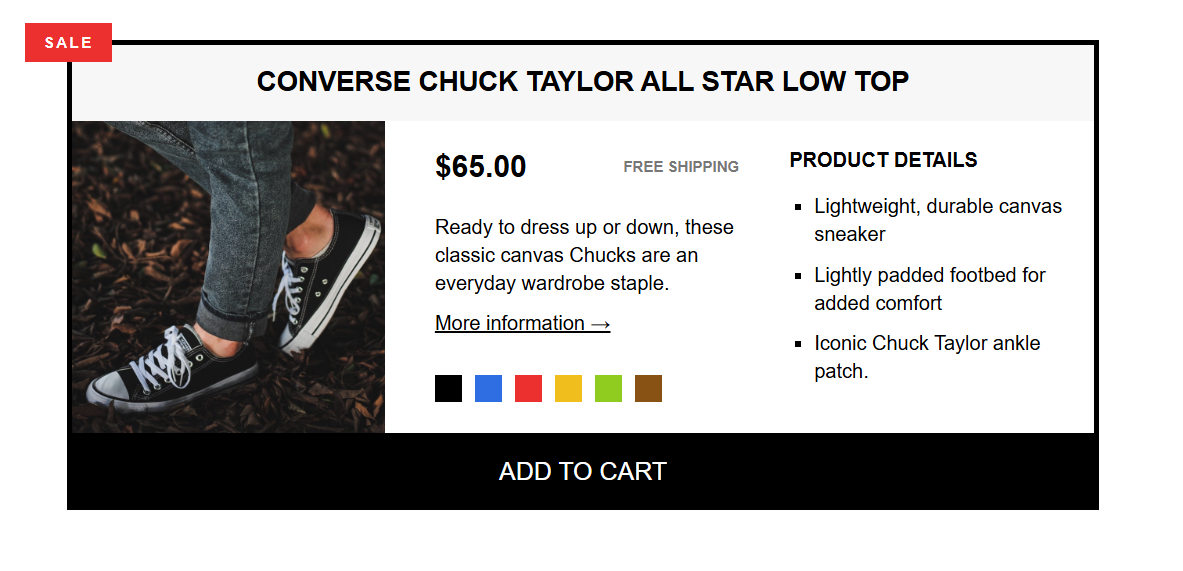 SALE
CONVERSE CHUCK TAYLOR ALL STAR LOW TOP
$65.00
FREE SHIPPING
Ready to dress up or down, these
classic canvas Chucks are an
everyday wardrobe staple.
More information →
PRODUCT DETAILS
Lightweight, durable canvas
sneaker
Lightly padded footbed for
added comfort
Iconic Chuck Taylor ankle
patch.
ADD TO CART